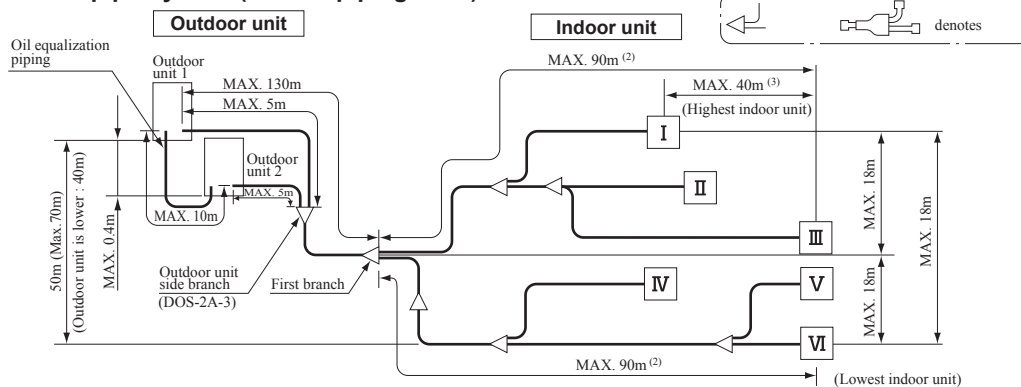 Outdoor unit
Indoor unit
denotes
Oil equalization
piping
Outdoor
unit 1
MAX. 130m
MAX. 5m
MAX. 90m (2)
MAX. 40m (3)
(Highest indoor unit)
I
Outdoor
unit 2
MAX. 5m
MAX. 10m
II
III
50m (Max.70m)
(Outdoor unit is lower : 40m)
MAX. 0.4m
MAX. 18m
MAX. 18m
MAX. 18m
Outdoor unit
side branch
(DOS-2A-3)
First branch
IV
V
VI
MAX. 90m (2)
(Lowest indoor unit)